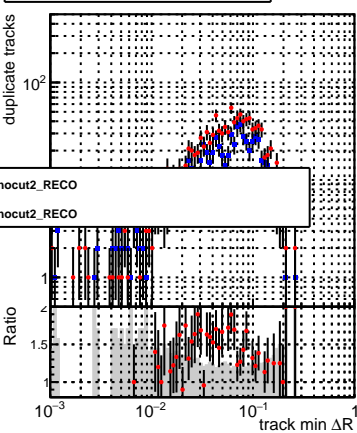 duplicate tracks
10²
nocut2_RECO
nocut2_RECO
1
Ratio
2
1.5
1
10⁻³ 10⁻² 10⁻¹ 1
track min ΔR